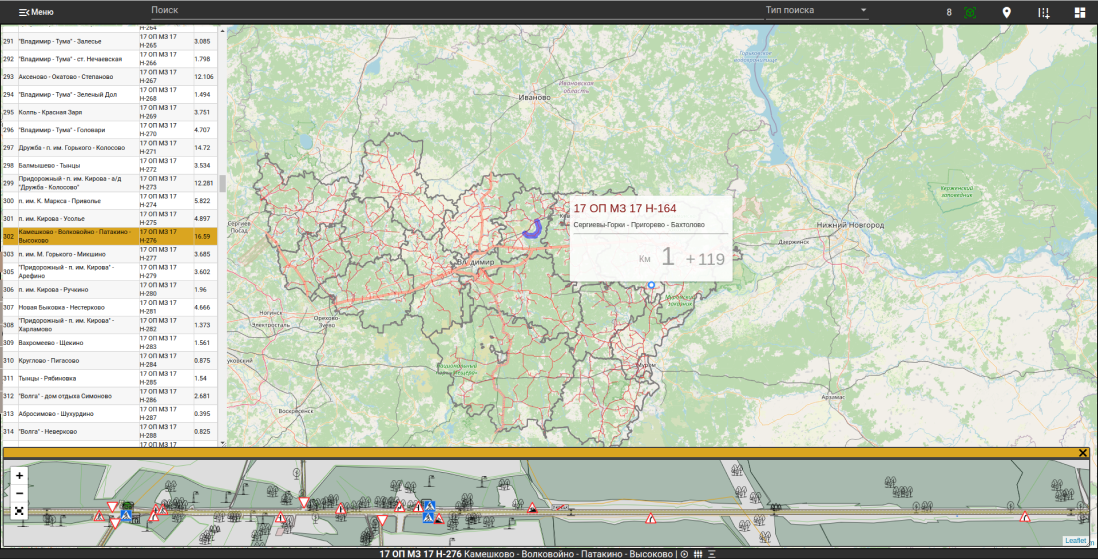 Меню
Поиск
Тип поиска
8
Н-264
291 "Владимир - Тума" - Залесье 17 ОП МЗ 17 Н-265 3.085
292 "Владимир - Тума" - ст. Нечаевская 17 ОП МЗ 17 Н-266 1.798
293 Аксеново - Окатово - Степаново 17 ОП МЗ 17 Н-267 12.106
294 "Владимир - Тума" - Зеленый Дол 17 ОП МЗ 17 Н-268 1.494
295 Колпь - Красная Заря 17 ОП МЗ 17 Н-269 3.751
296 "Владимир - Тума" - Головари 17 ОП МЗ 17 Н-270 4.707
297 Дружба - п. им. Горького - Колосово 17 ОП МЗ 17 Н-271 14.72
298 Балмышево - Тынцы 17 ОП МЗ 17 Н-272 3.534
299 Придорожный - п. им. Кирова - а/д "Дружба - Колосово" 17 ОП МЗ 17 Н-273 12.281
300 п. им. К. Маркса - Приволье 17 ОП МЗ 17 Н-274 5.822
301 п. им. Кирова - Усолье 17 ОП МЗ 17 Н-275 4.897
302 Камешково - Волковойно - Патакино - Высоково 17 ОП МЗ 17 Н-276 16.59
303 п. им. М. Горького - Микшино 17 ОП МЗ 17 Н-277 3.685
305 "Придорожный - п. им. Кирова" - Арефино 17 ОП МЗ 17 Н-279 3.602
306 п. им. Кирова - Ручкино 17 ОП МЗ 17 Н-280 1.96
307 Новая Быковка - Нестерково 17 ОП МЗ 17 Н-281 4.666
308 "Придорожный - п. им. Кирова" - Харламово 17 ОП МЗ 17 Н-282 1.373
309 Вахромеево - Щекино 17 ОП МЗ 17 Н-283 1.561
310 Круглово - Пигасово 17 ОП МЗ 17 Н-284 0.875
311 Тынцы - Рябиновка 17 ОП МЗ 17 Н-285 1.54
312 "Волга" - дом отдыха Симоново 17 ОП МЗ 17 Н-286 2.681
313 Абросимово - Шухурдино 17 ОП МЗ 17 Н-287 0.395
314 "Волга" - Неверково 17 ОП МЗ 17 Н-288 0.825
17 ОП МЗ 17
Ивановская
область
Иваново
Сергиев
Посад
Владимир
Нижний Новгород
Дзержинск
Керженский
заповедник
Ногинск
Электросталь
Орехово-
Зуево
Воскресенск
Муром
Арзамас
17 ОП МЗ 17 Н-164
Сергиевы-Горки - Пригорево - Бахтолово
Км 1 +119
+
−
Leaflet
17 ОП МЗ 17 Н-276 Камешково - Волковойно - Патакино - Высоково |